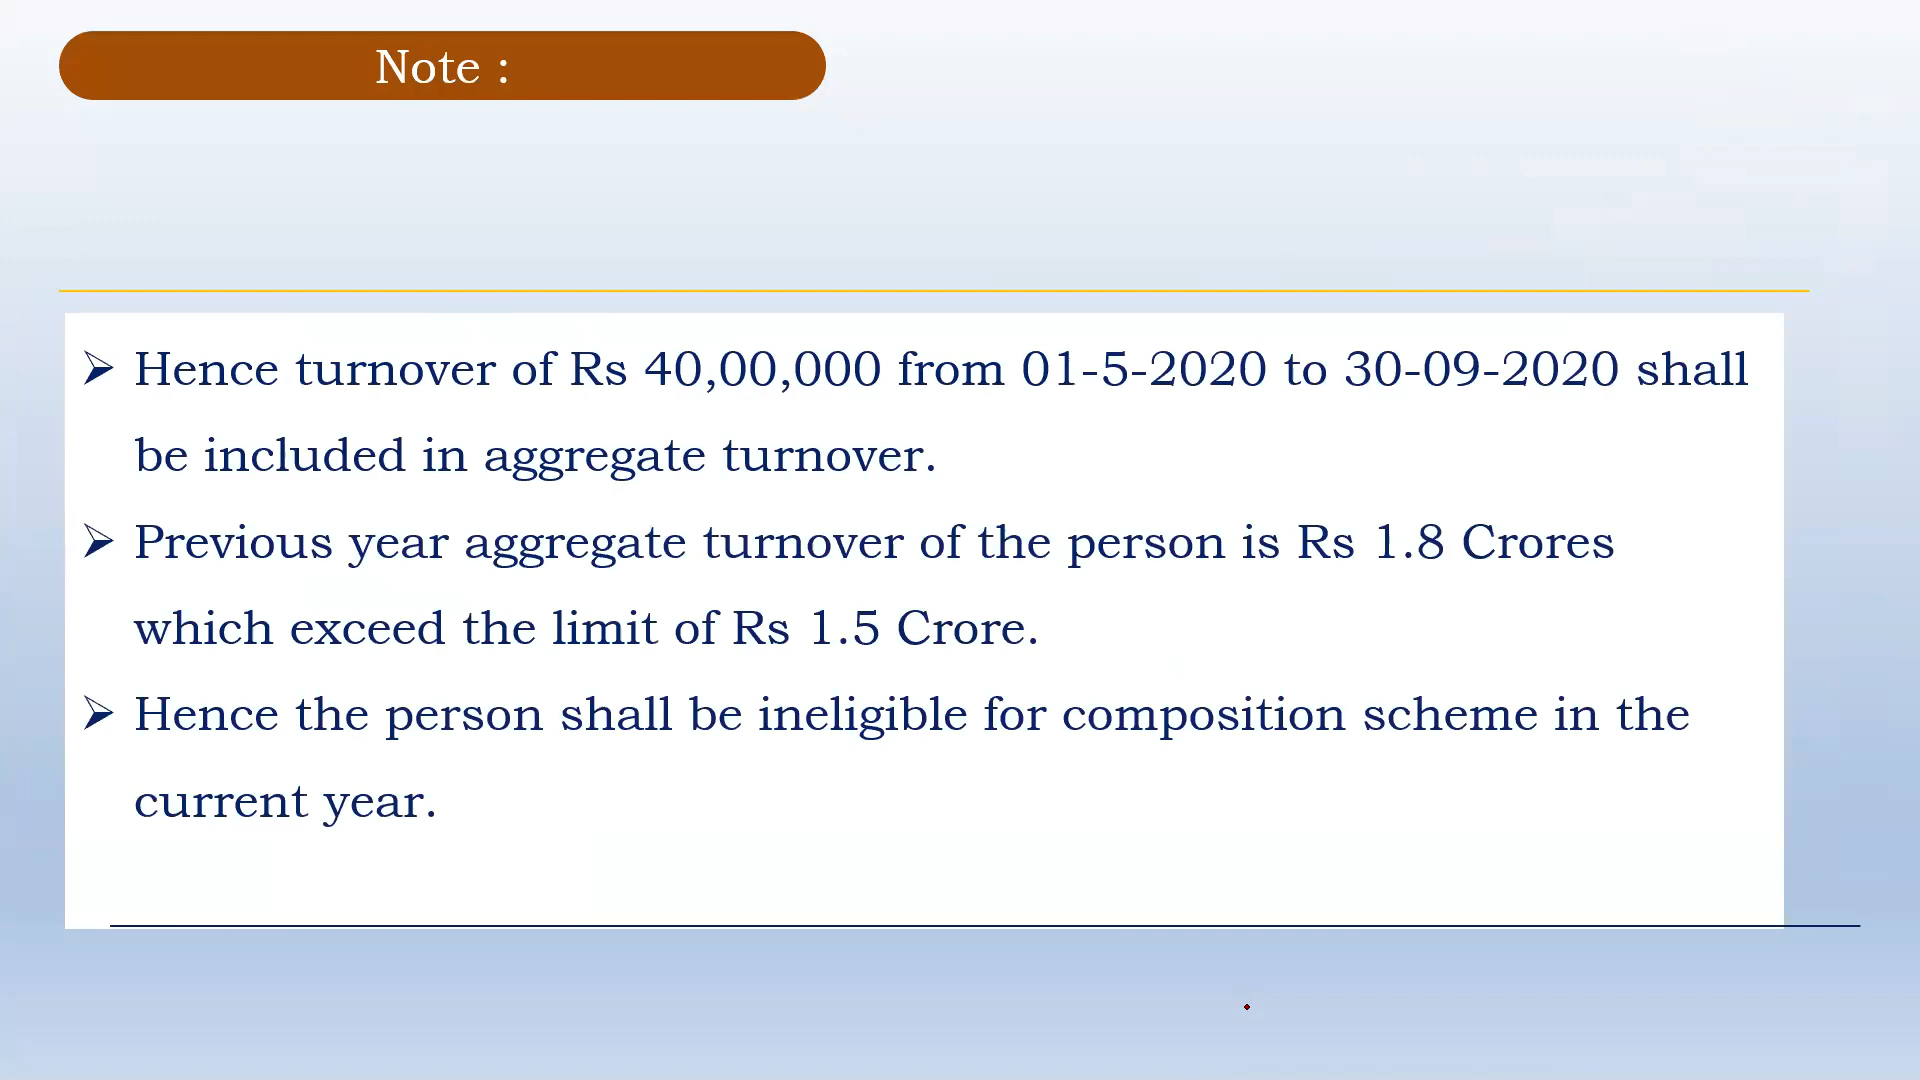 Note :
➢ Hence turnover of Rs 40,00,000 from 01-5-2020 to 30-09-2020 shall
be included in aggregate turnover.
➢ Previous year aggregate turnover of the person is Rs 1.8 Crores
which exceed the limit of Rs 1.5 Crore.
➢ Hence the person shall be ineligible for composition scheme in the
current year.